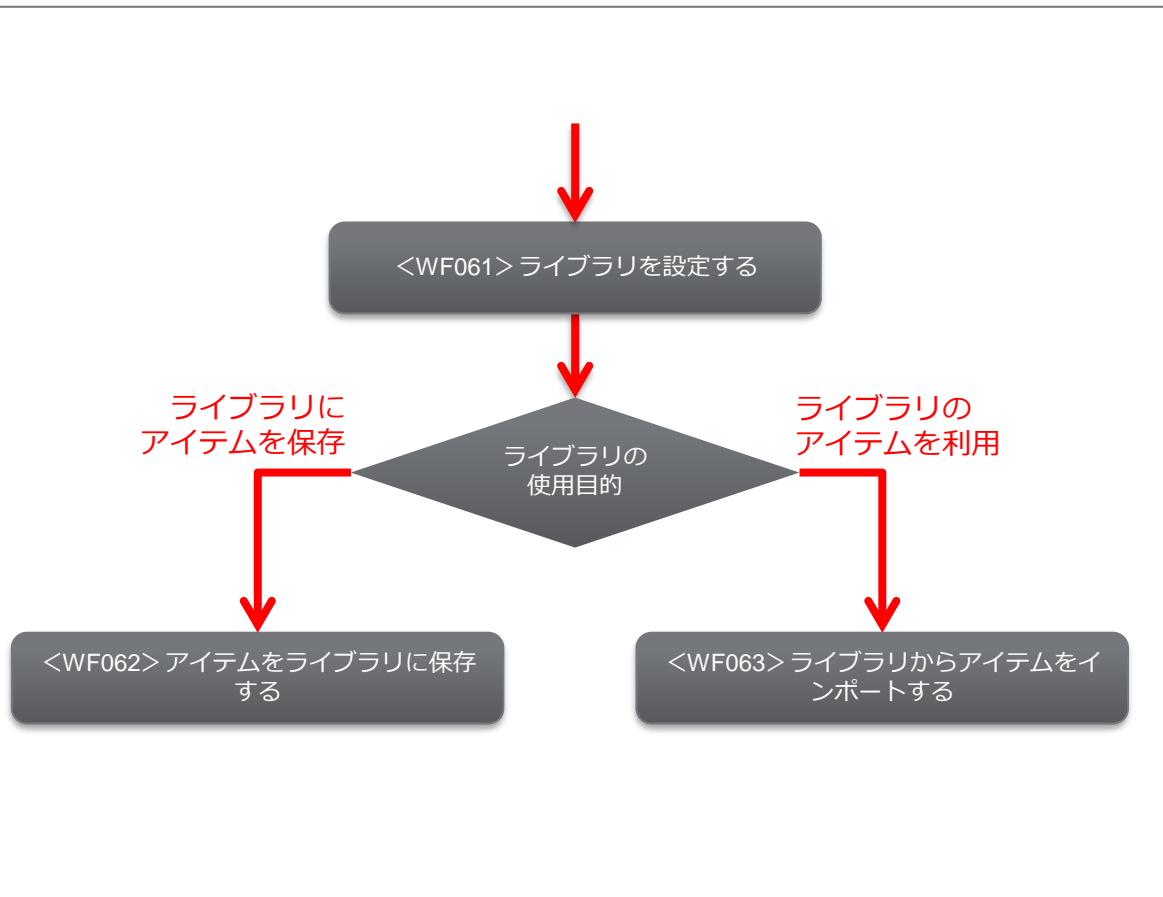 ＜WF061＞ライブラリを設定する
ライブラリに
アイテムを保存
ライブラリの
使用目的
ライブラリの
アイテムを利用
＜WF062＞アイテムをライブラリに保存
する
＜WF063＞ライブラリからアイテムをイ
ンポートする